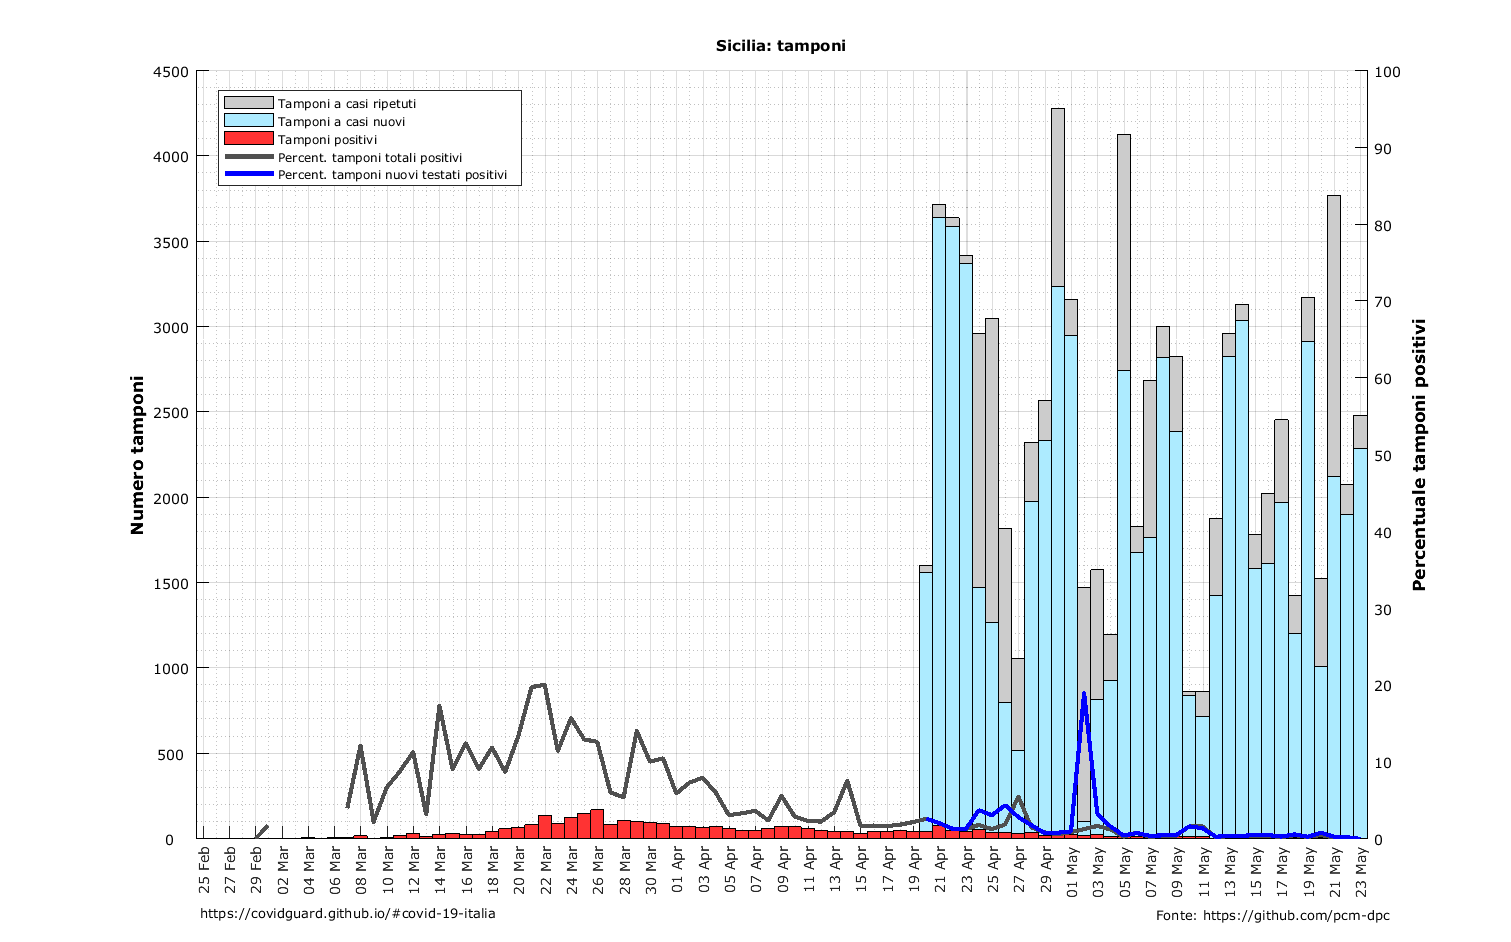 Sicilia: tamponi
Tamponi a casi ripetuti
Tamponi a casi nuovi
Tamponi positivi
Percent. tamponi totali positivi
Percent. tamponi nuovi testati positivi
Numero tamponi
4500
4000
3500
3000
2500
2000
1500
1000
500
0
Percentuale tamponi positivi
100
90
80
70
60
50
40
30
20
10
0
25 Feb
27 Feb
29 Feb
02 Mar
04 Mar
06 Mar
08 Mar
10 Mar
12 Mar
14 Mar
16 Mar
18 Mar
20 Mar
22 Mar
24 Mar
26 Mar
28 Mar
30 Mar
01 Apr
03 Apr
05 Apr
07 Apr
09 Apr
11 Apr
13 Apr
15 Apr
17 Apr
19 Apr
21 Apr
23 Apr
25 Apr
27 Apr
29 Apr
01 May
03 May
05 May
07 May
09 May
11 May
13 May
15 May
17 May
19 May
21 May
23 May
https://covidguard.github.io/#covid-19-italia
Fonte: https://github.com/pcm-dpc